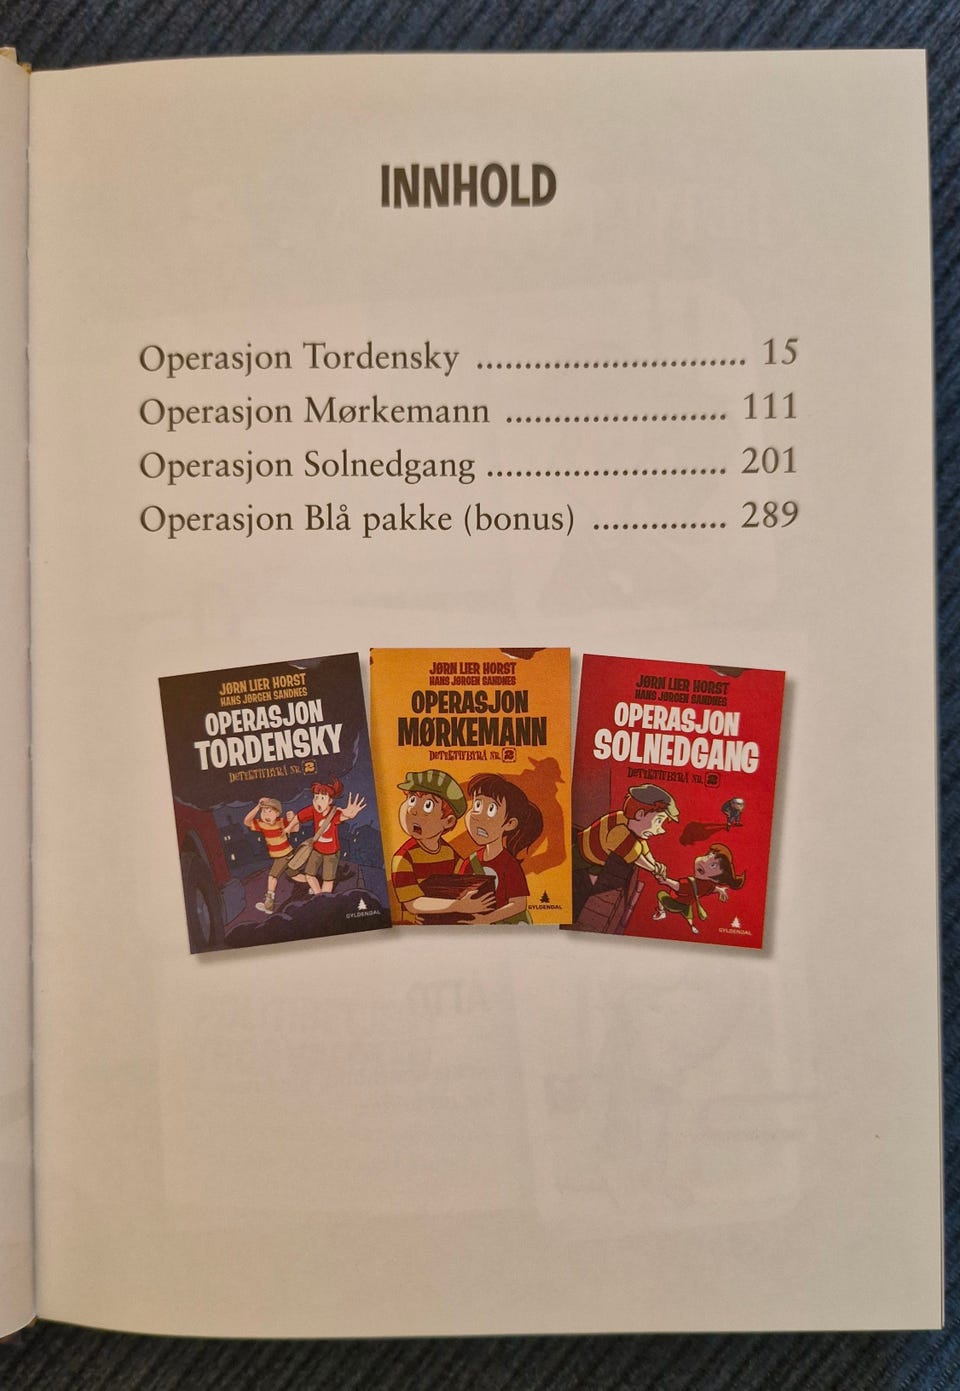 INNHOLD
Operasjon Tordensky ........................... 15
Operasjon Mørkemann ...................... 111
Operasjon Solnedgang ........................ 201
Operasjon Blå pakke (bonus) ............. 289
JØRN LIER HORST
HANS JØRGEN SANDNES
OPERASJON
TORDENSKY
DETEKTIVBYRÅ NR. 2
GYLDENDAL
JØRN LIER HORST
HANS JØRGEN SANDNES
OPERASJON
MØRKEMANN
DETEKTIVBYRÅ NR. 2
GYLDENDAL
JØRN LIER HORST
HANS JØRGEN SANDNES
OPERASJON
SOLNEDGANG
DETEKTIVBYRÅ NR. 2
GYLDENDAL